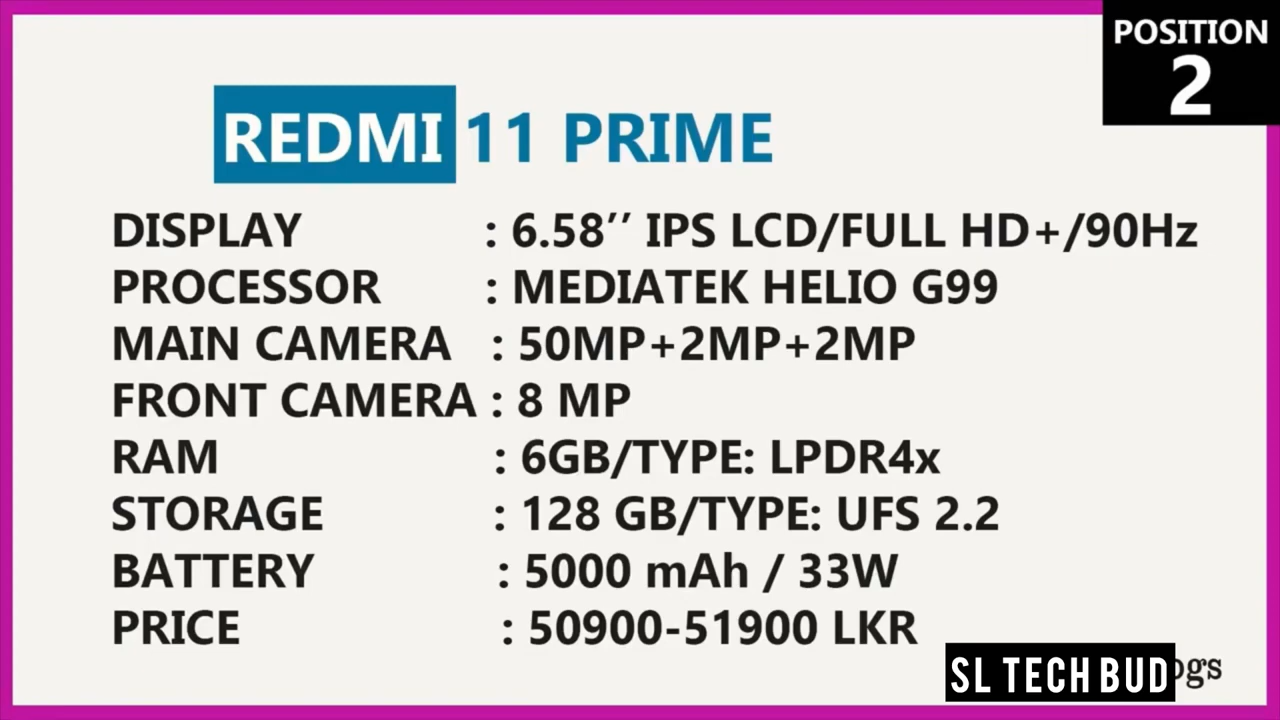 POSITION
2
REDMI 11 PRIME
DISPLAY : 6.58’’ IPS LCD/FULL HD+/90Hz
PROCESSOR : MEDIATEK HELIO G99
MAIN CAMERA : 50MP+2MP+2MP
FRONT CAMERA : 8 MP
RAM : 6GB/TYPE: LPDR4x
STORAGE : 128 GB/TYPE: UFS 2.2
BATTERY : 5000 mAh / 33W
PRICE : 50900-51900 LKR
SL TECH BUD